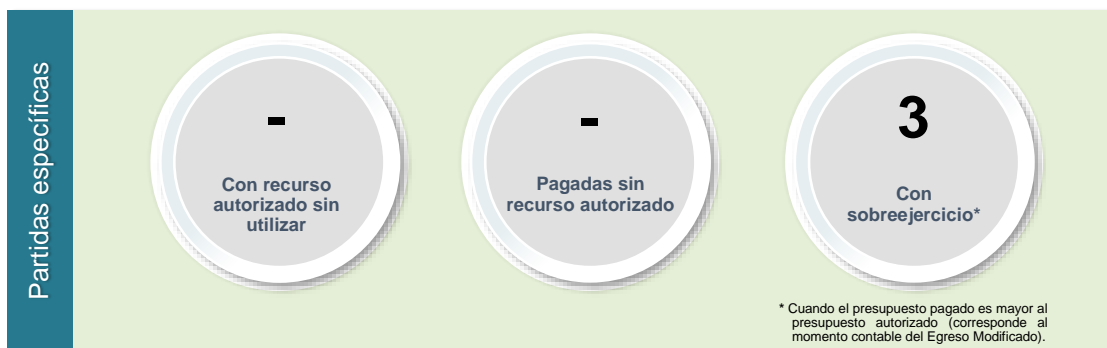 Partidas específicas
-
Con recurso
autorizado sin
utilizar
-
Pagadas sin
recurso autorizado
3
Con
sobreejercicio*
* Cuando el presupuesto pagado es mayor al
presupuesto autorizado (corresponde al
momento contable del Egreso Modificado).